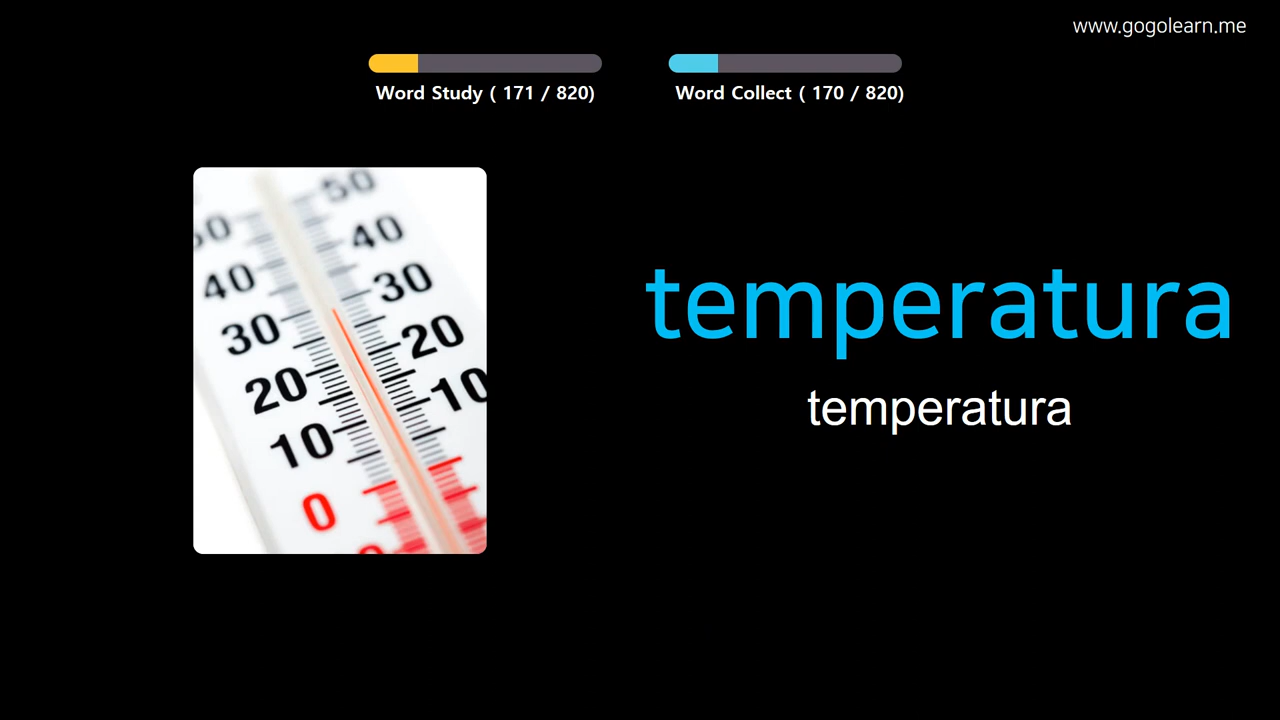 www.gogolearn.me
Word Study ( 171 / 820)
Word Collect ( 170 / 820)
50
50
40
40
30
30
20
20
10
10
0
temperatura
temperatura